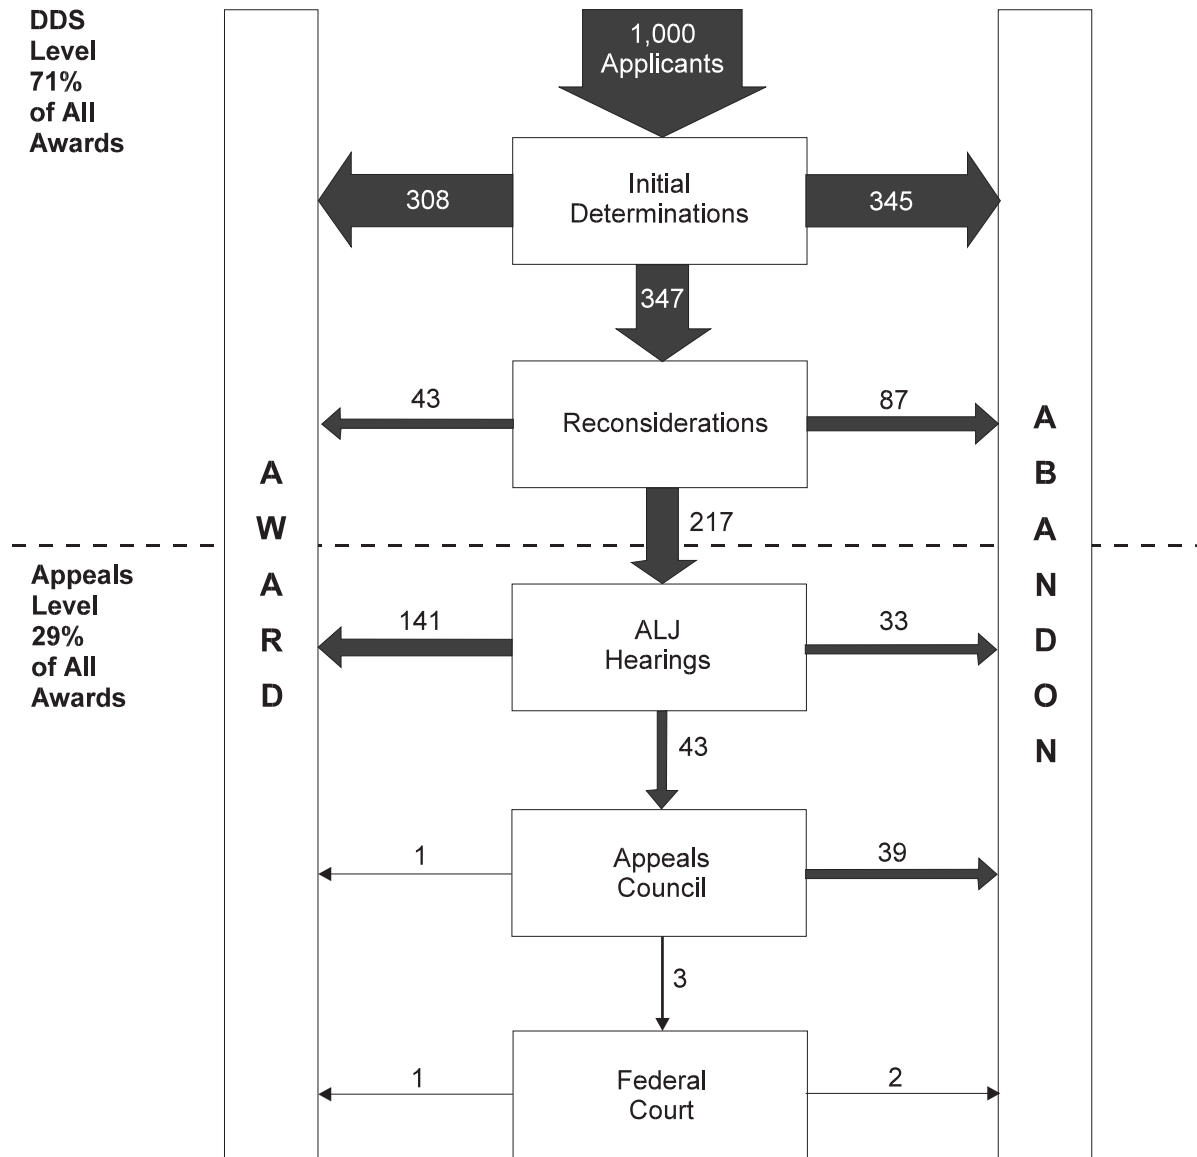 DDS
Level
71%
of All
Awards
1,000
Applicants
Initial
Determinations
308
345
347
Reconsiderations
43
87
217
Appeals
Level
29%
of All
Awards
ALJ
Hearings
141
33
43
Appeals
Council
1
39
3
Federal
Court
1
2
AWARD
ABANDON